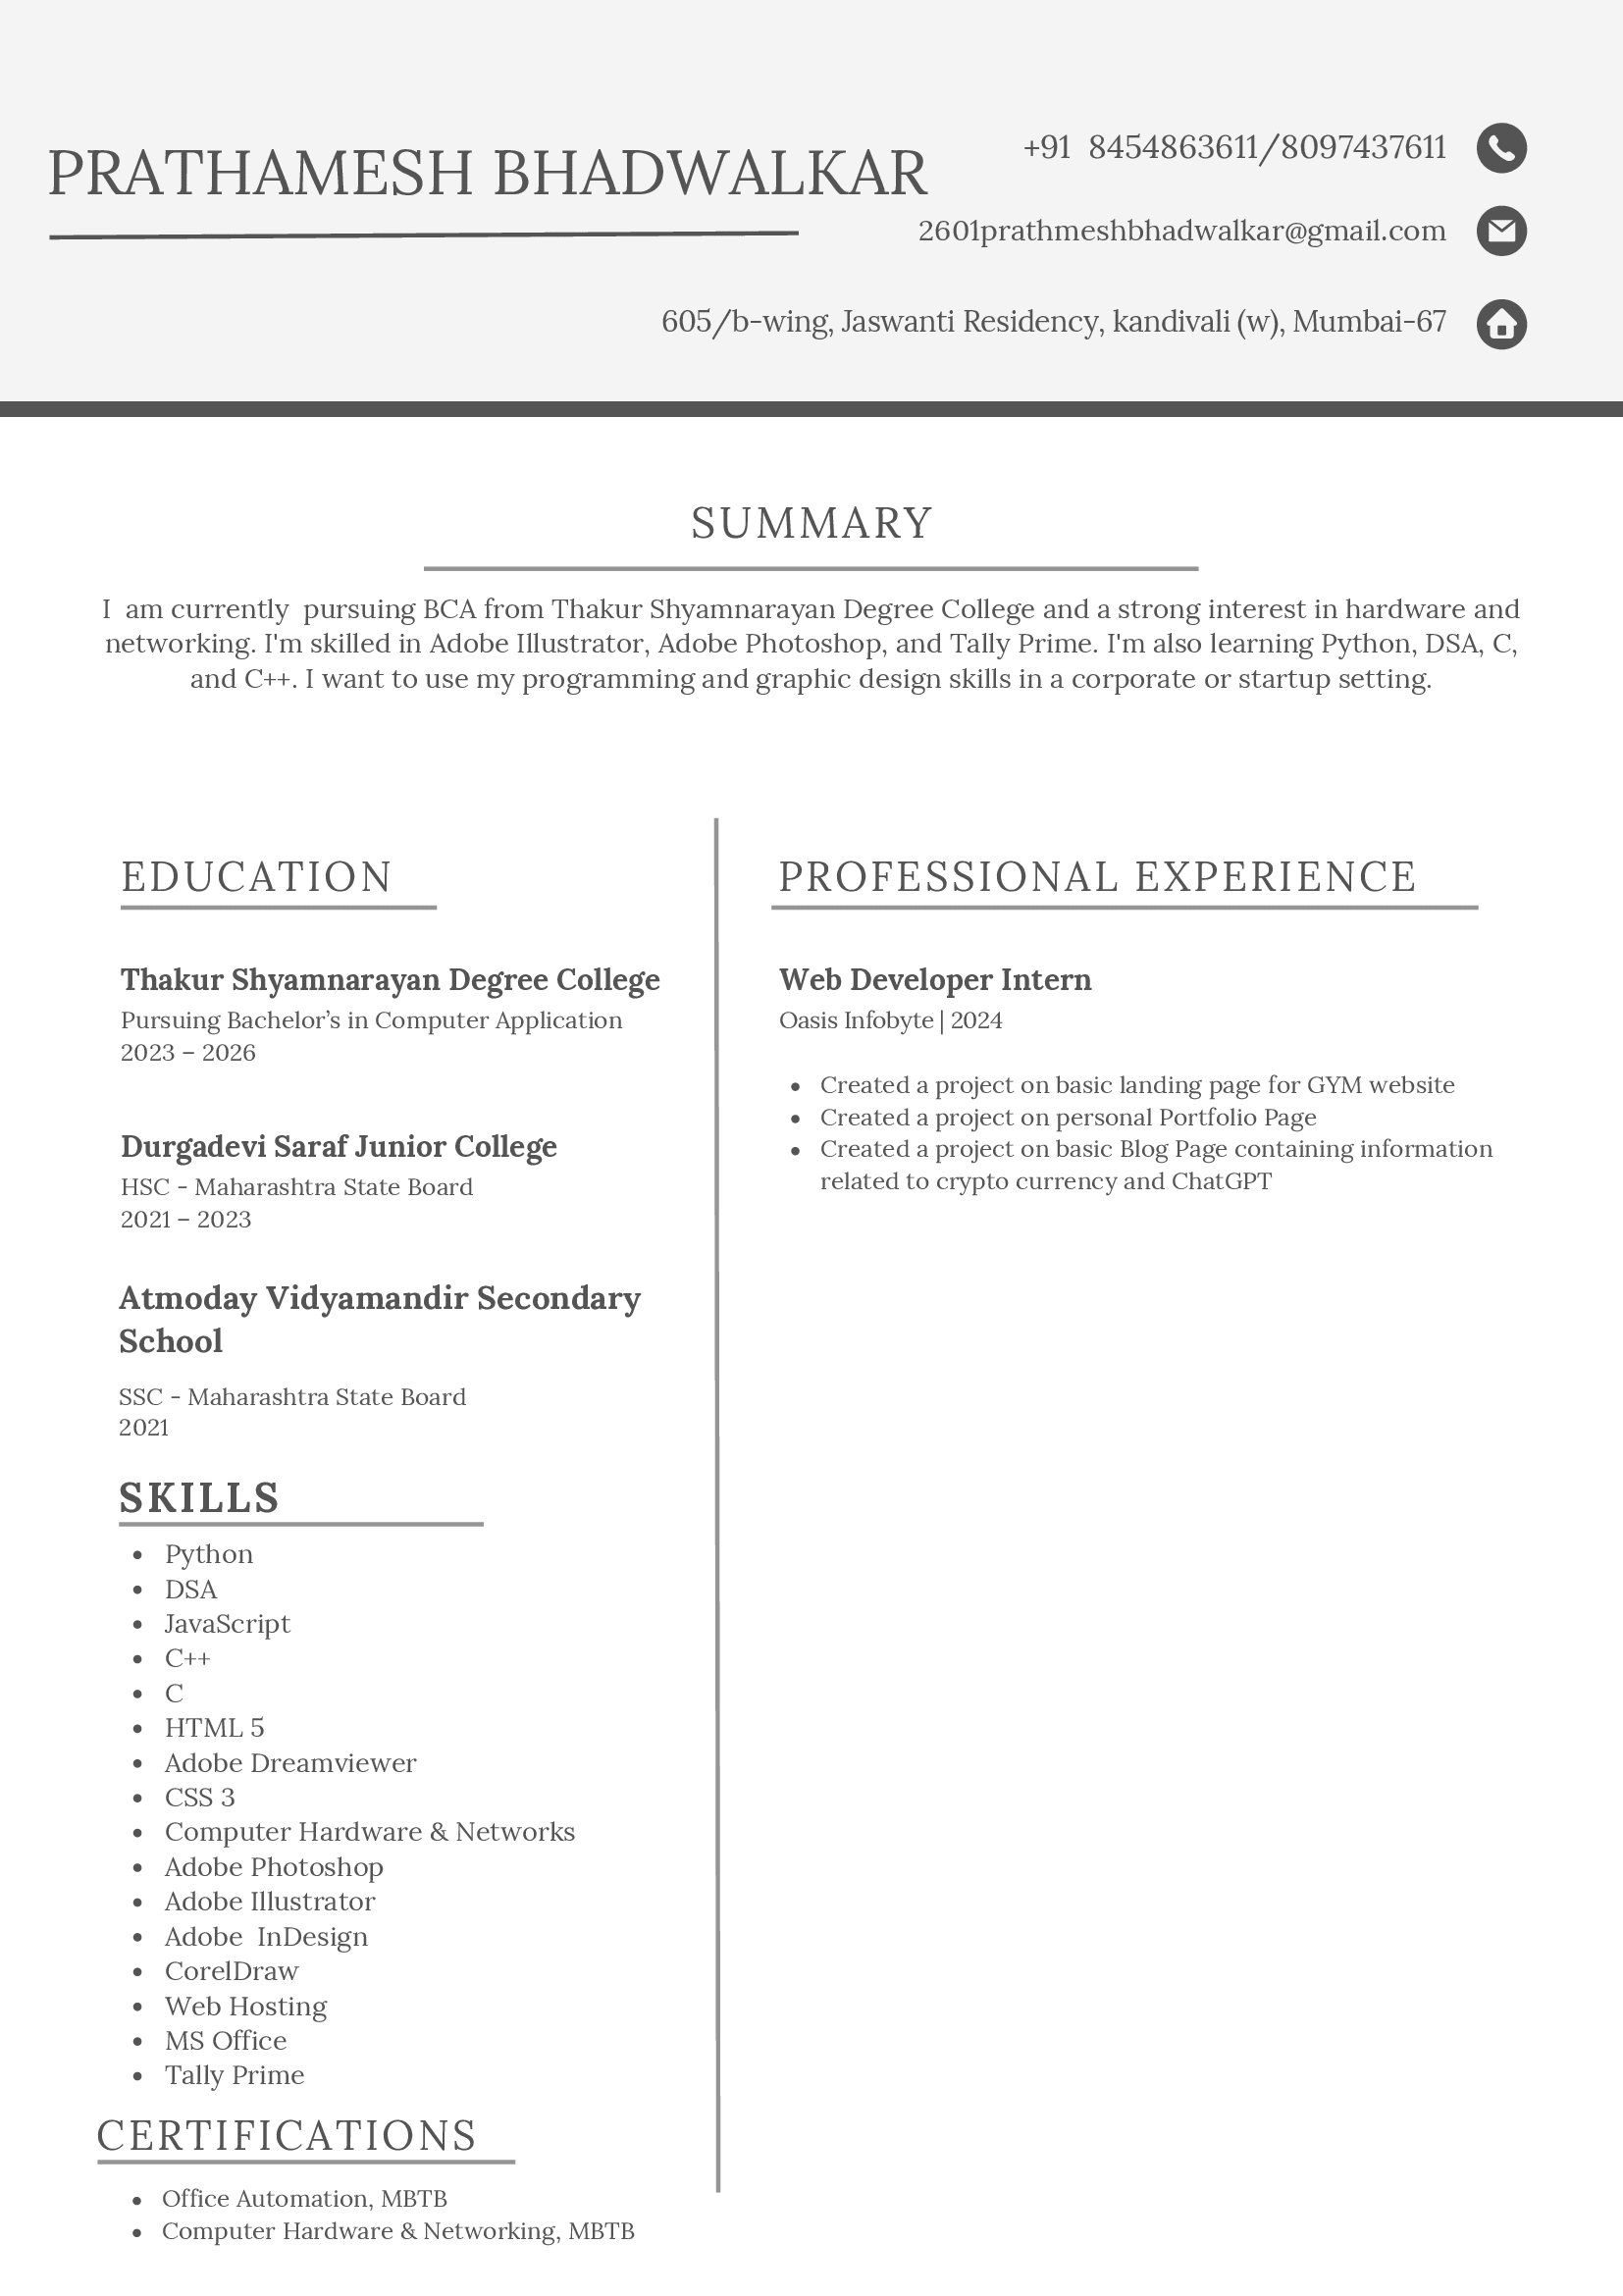 PRATHAMESH BHADWALKAR
+91  8454863611/8097437611
2601prathmeshbhadwalkar@gmail.com
605/b-wing, Jaswanti Residency, kandivali (w), Mumbai-67
SUMMARY
I  am currently  pursuing BCA from Thakur Shyamnarayan Degree College and a strong interest in hardware and
networking. I'm skilled in Adobe Illustrator, Adobe Photoshop, and Tally Prime. I'm also learning Python, DSA, C,
and C++. I want to use my programming and graphic design skills in a corporate or startup setting.
EDUCATION
Thakur Shyamnarayan Degree College
Pursuing Bachelor’s in Computer Application
2023 – 2026
Durgadevi Saraf Junior College
HSC - Maharashtra State Board
2021 – 2023
Atmoday Vidyamandir Secondary
School
SSC - Maharashtra State Board
2021
SKILLS
• Python
• DSA
• JavaScript
• C++
• C
• HTML 5
• Adobe Dreamviewer
• CSS 3
• Computer Hardware & Networks
• Adobe Photoshop
• Adobe Illustrator
• Adobe  InDesign
• CorelDraw
• Web Hosting
• MS Office
• Tally Prime
CERTIFICATIONS
• Office Automation, MBTB
• Computer Hardware & Networking, MBTB
PROFESSIONAL EXPERIENCE
Web Developer Intern
Oasis Infobyte | 2024
• Created a project on basic landing page for GYM website
• Created a project on personal Portfolio Page
• Created a project on basic Blog Page containing information
related to crypto currency and ChatGPT